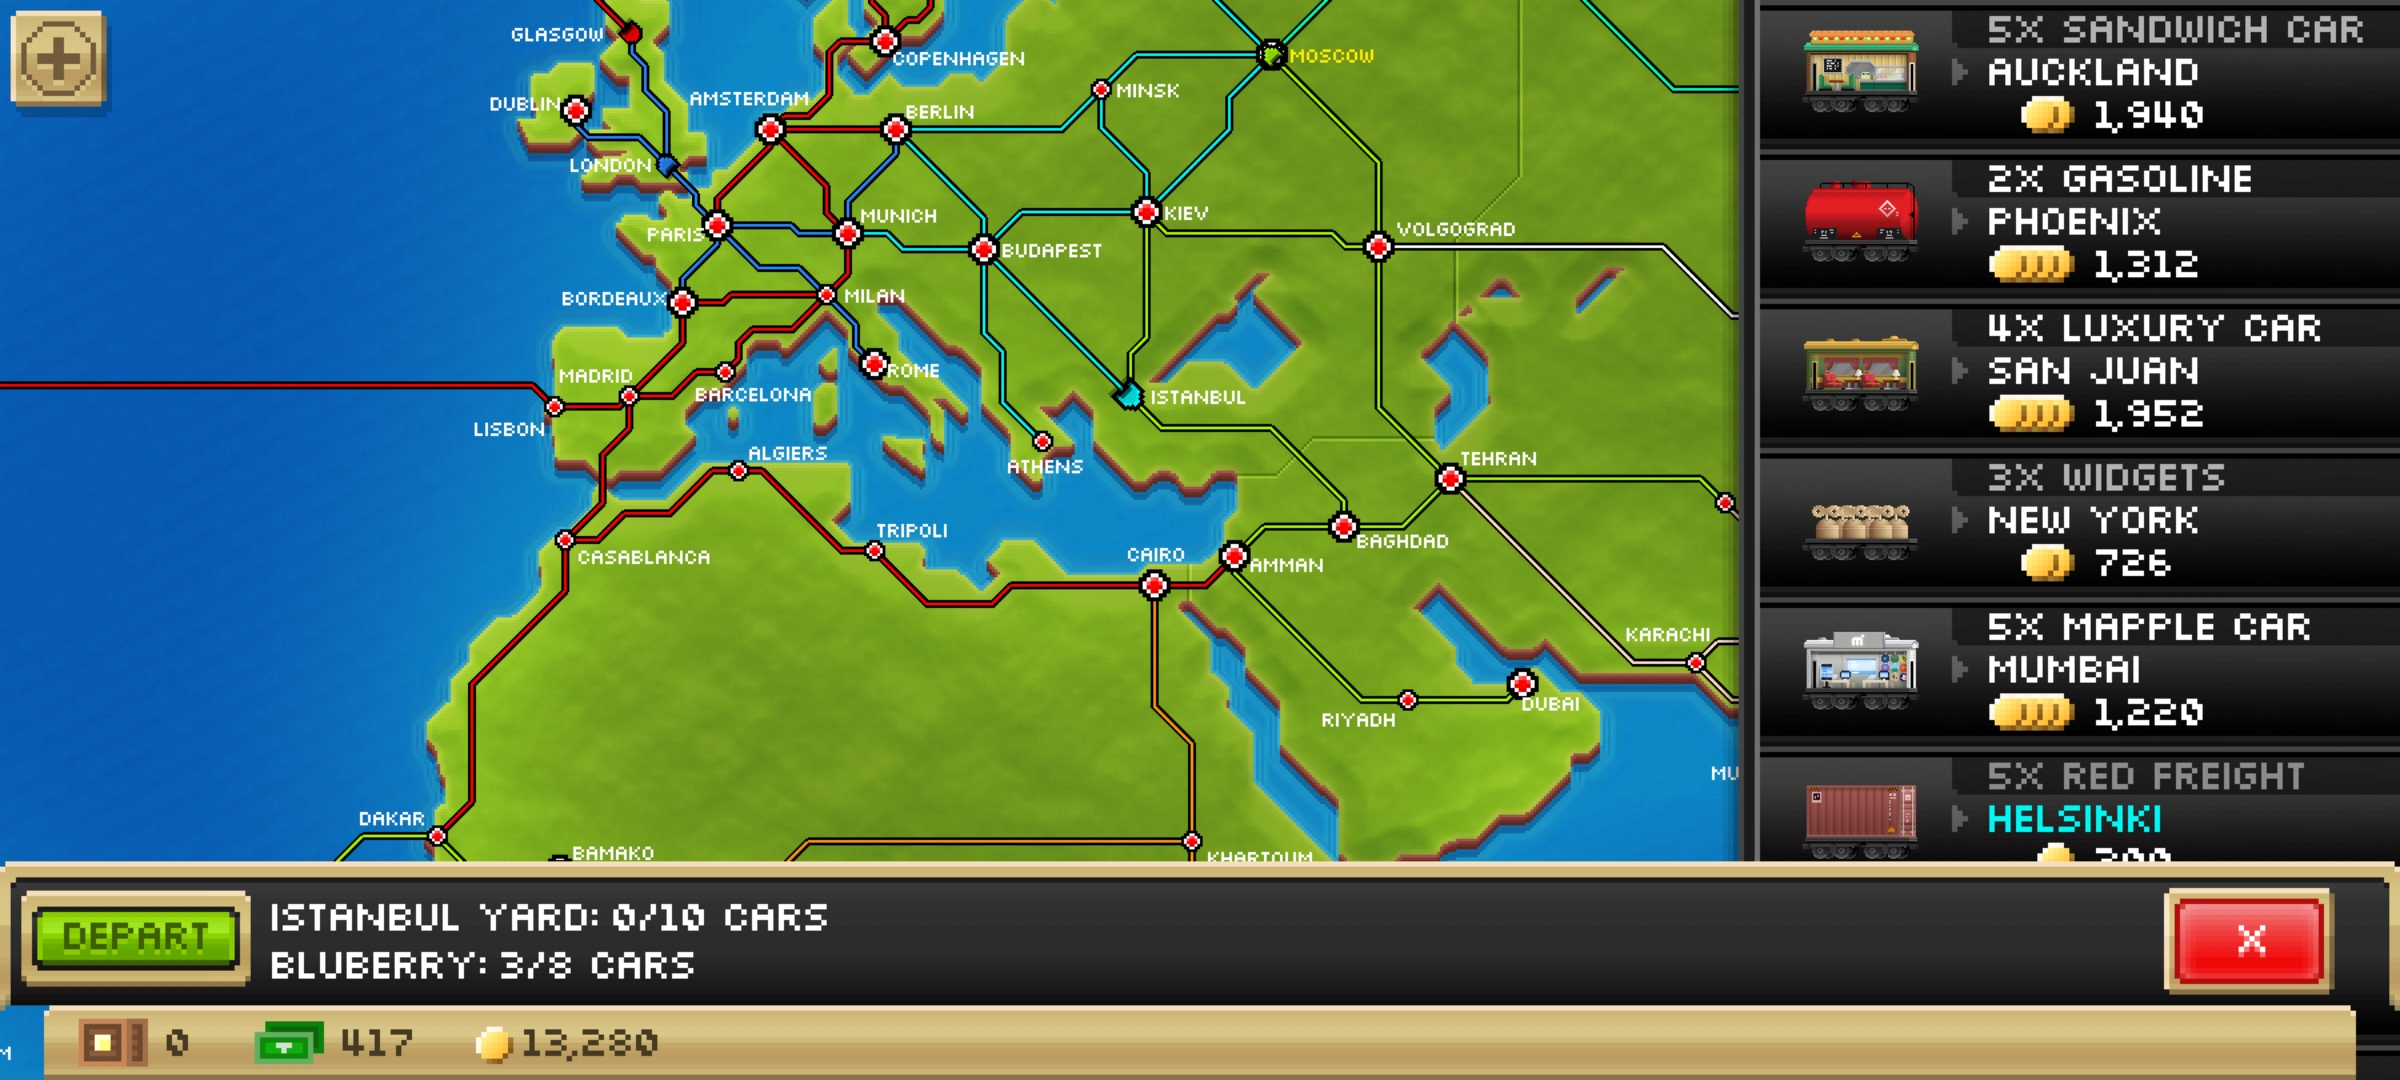 GLASGOW
COPENHAGEN
MOSCOW
DUBLIN
AMSTERDAM
BERLIN
MINSK
LONDON
PARIS
MUNICH
KIEV
BUDAPEST
VOLGOGRAD
BORDEAUX
MILAN
MADRID
BARCELONA
ROME
ISTANBUL
LISBON
ALGIERS
ATHENS
TEHRAN
CASABLANCA
TRIPOLI
CAIRO
AMMAN
BAGHDAD
KARACHI
RIYADH
DUBAI
MU
DAKAR
BAMAKO
KHARTOUM
5X SANDWICH CAR
AUCKLAND
1,940
2X GASOLINE
PHOENIX
1,312
4X LUXURY CAR
SAN JUAN
1,952
3X WIDGETS
NEW YORK
726
m
5X MAPPLE CAR
MUMBAI
1,220
5X RED FREIGHT
HELSINKI
DEPART
ISTANBUL YARD: 0/10 CARS
BLUBERRY: 3/8 CARS
X
M
0
417
13,280